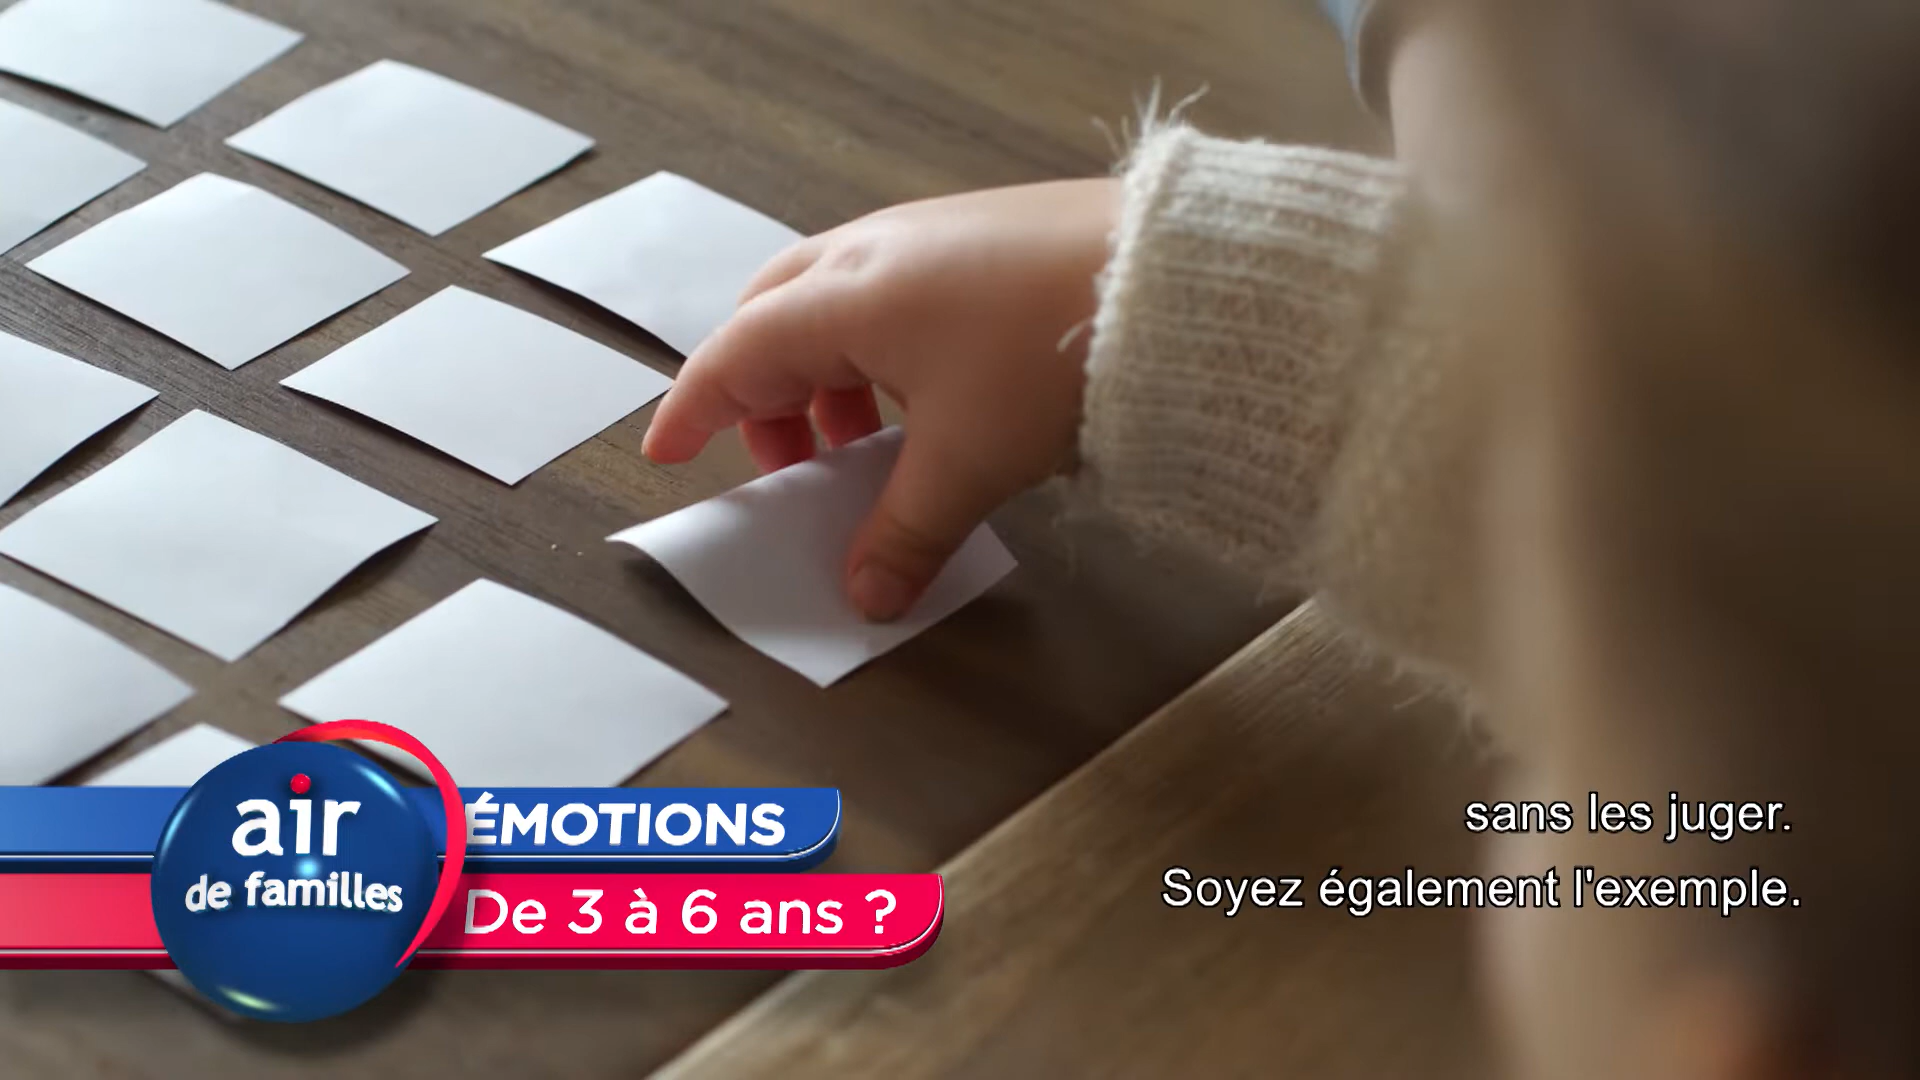 air
de familles
ÉMOTIONS
De 3 à 6 ans ?
sans les juger.
Soyez également l'exemple.